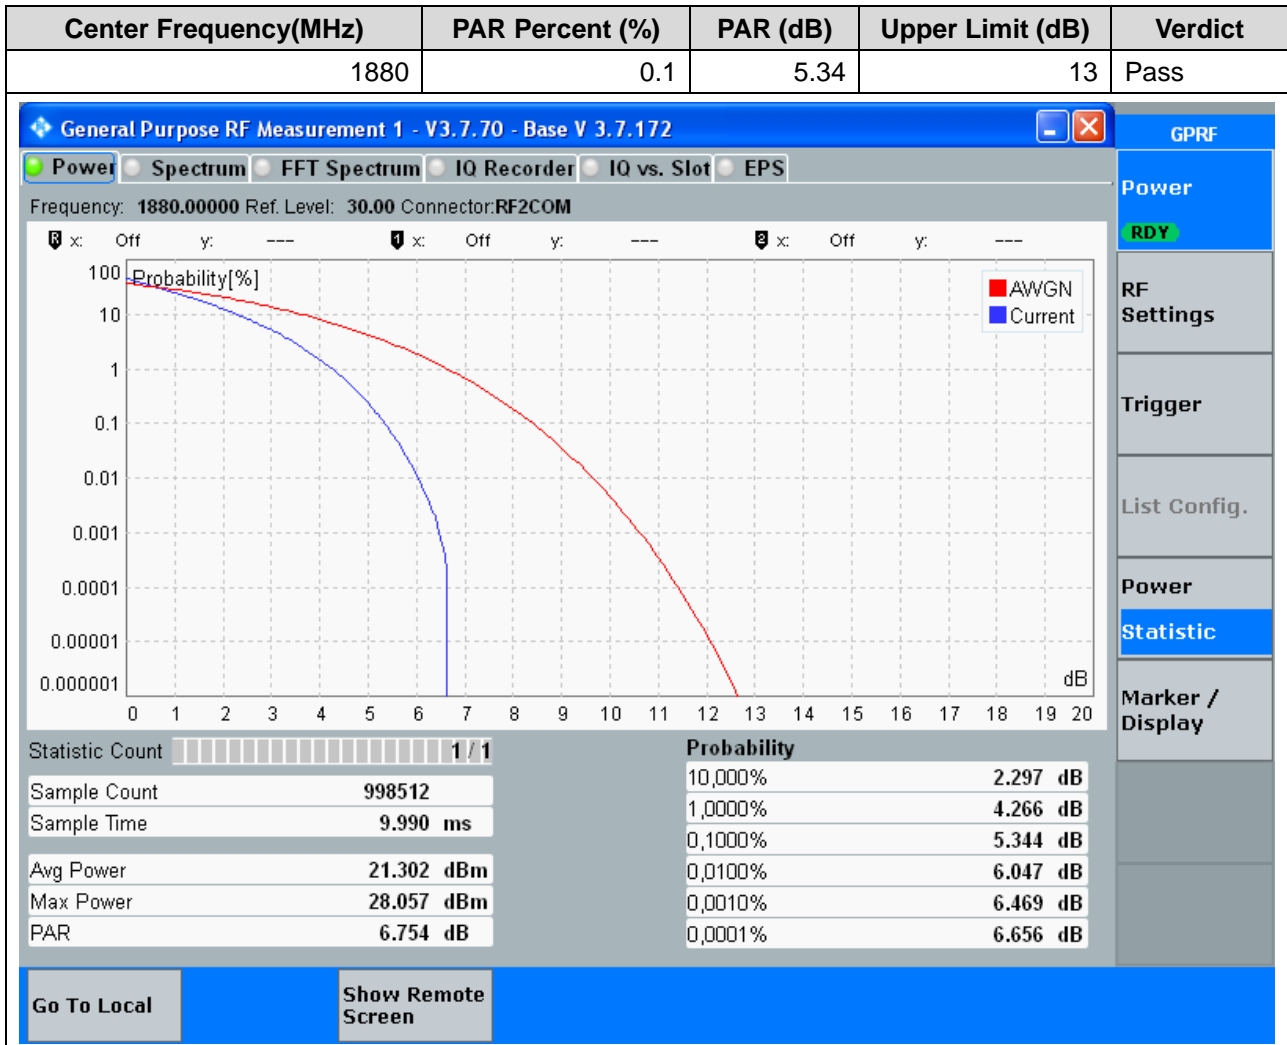 Center Frequency(MHz) PAR Percent (%) PAR (dB) Upper Limit (dB) Verdict
1880 0.1 5.34 13 Pass
General Purpose RF Measurement 1 - V3.7.70 - Base V 3.7.172
GPRF
Power Spectrum FFT Spectrum IQ Recorder IQ vs. Slot EPS
Power
RDY
Frequency: 1880.00000 Ref. Level: 30.00 Connector:RF2COM
R x: Off y: --- 1 x: Off y: --- 2 x: Off y: ---
Probability[%]
AWGN
Current
100
10
1
0.1
0.01
0.001
0.0001
0.00001
0.000001
dB
0 1 2 3 4 5 6 7 8 9 10 11 12 13 14 15 16 17 18 19 20
RF
Settings
Trigger
List Config.
Power
Statistic
Marker /
Display
Statistic Count 1 / 1
Sample Count 998512
Sample Time 9.990 ms
Avg Power 21.302 dBm
Max Power 28.057 dBm
PAR 6.754 dB
Probability
10,000% 2.297 dB
1,0000% 4.266 dB
0,1000% 5.344 dB
0,0100% 6.047 dB
0,0010% 6.469 dB
0,0001% 6.656 dB
Go To Local
Show Remote
Screen